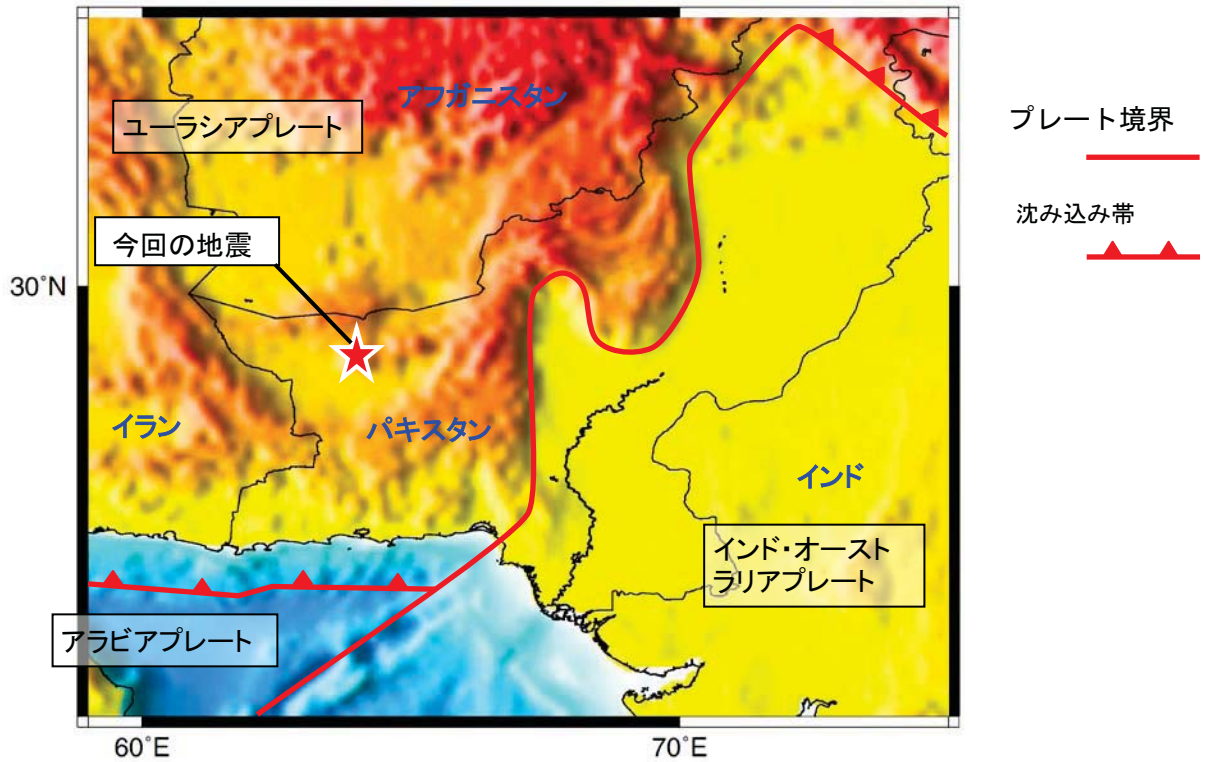 アフガニスタン
ユーラシアプレート
プレート境界
沈み込み帯
今回の地震
30°N
イラン
パキスタン
インド
インド・オースト
ラリアプレート
アラビアプレート
60°E
70°E